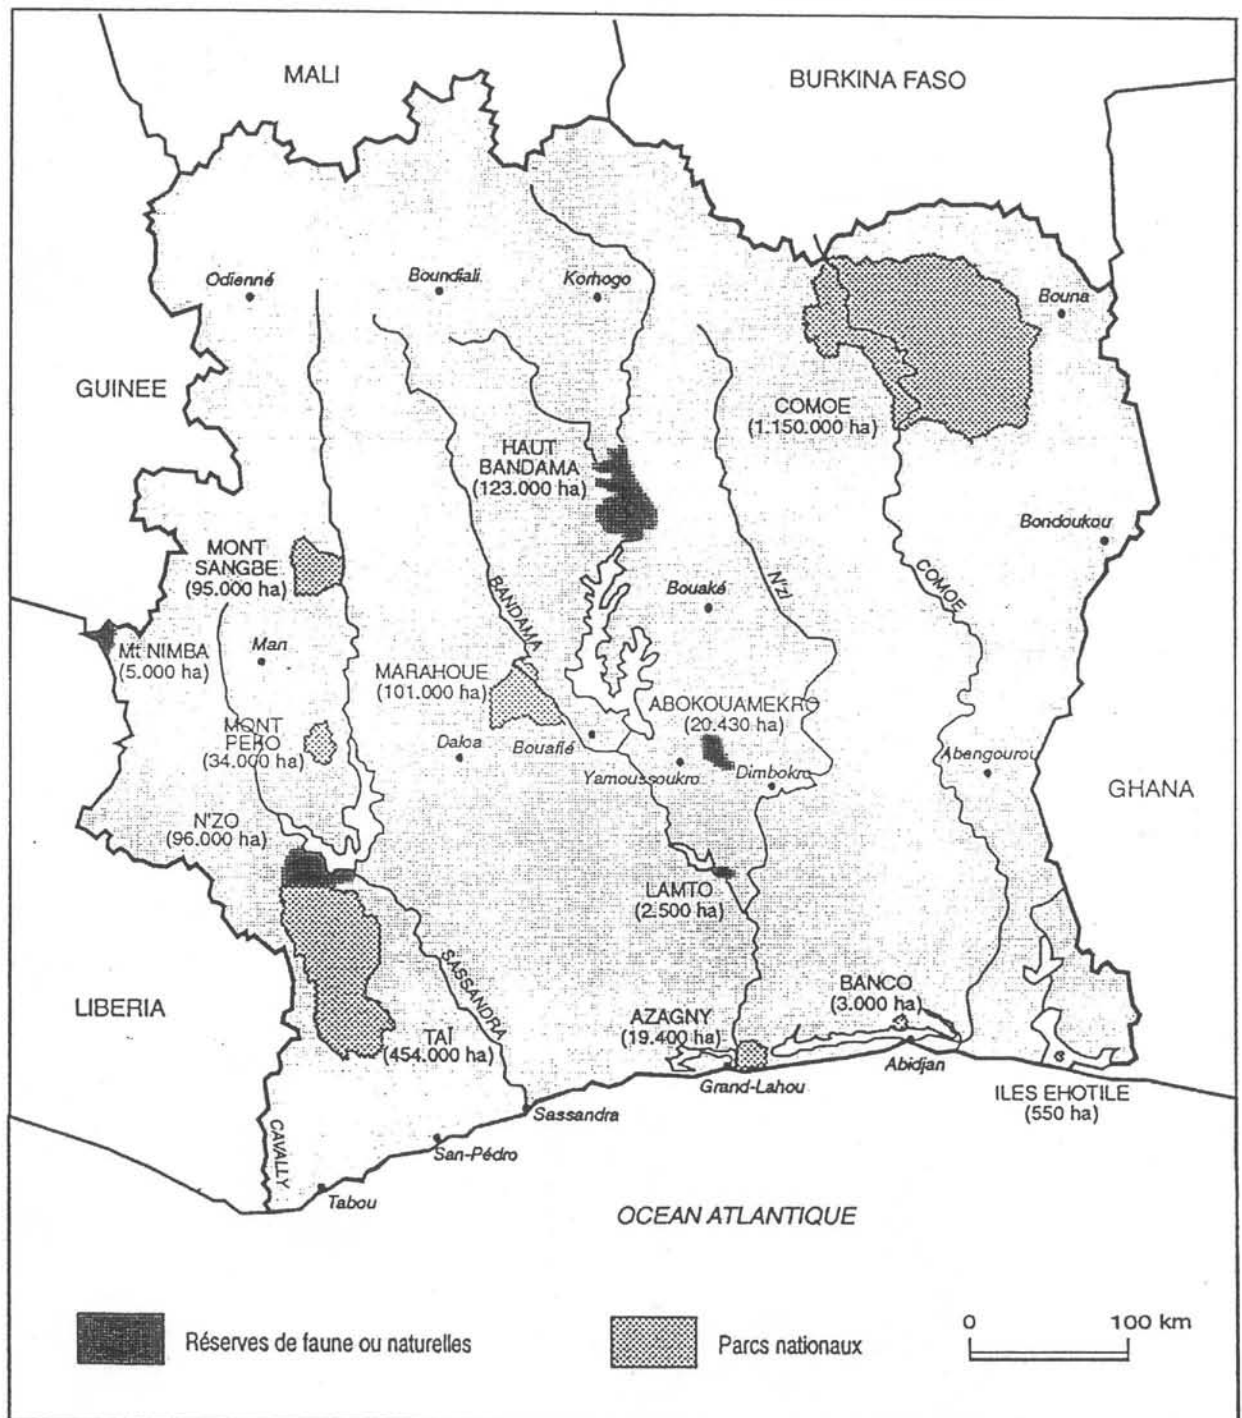 MALI
BURKINA FASO
Odienné
Boundiali
Korhogo
Bouna
GUINEE
COMOE
(1.150.000 ha)
HAUT
BANDAMA
(123.000 ha)
Bondoukou
MONT
SANGBE
(95.000 ha)
BANDAMA
N'ZI
COMOE
Bouaké
Mt NIMBA
(5.000 ha)
Man
MARAHOUE
(101.000 ha)
ABOKOUAMEKRO
(20.430 ha)
MONT
PEKO
(34.000 ha)
Daloa
Bouaflé
Yamoussoukro
Dimbokro
Abengourou
GHANA
N'ZO
(96.000 ha)
LAMTO
(2.500 ha)
SASSANDRA
BANCO
(3.000 ha)
LIBERIA
AZAGNY
(19.400 ha)
TAÏ
(454.000 ha)
Grand-Lahou
Abidjan
ILES EHOTILE
(550 ha)
Sassandra
CAVALLY
San-Pédro
Tabou
OCEAN ATLANTIQUE
Réserves de faune ou naturelles
Parcs nationaux
0 100 km